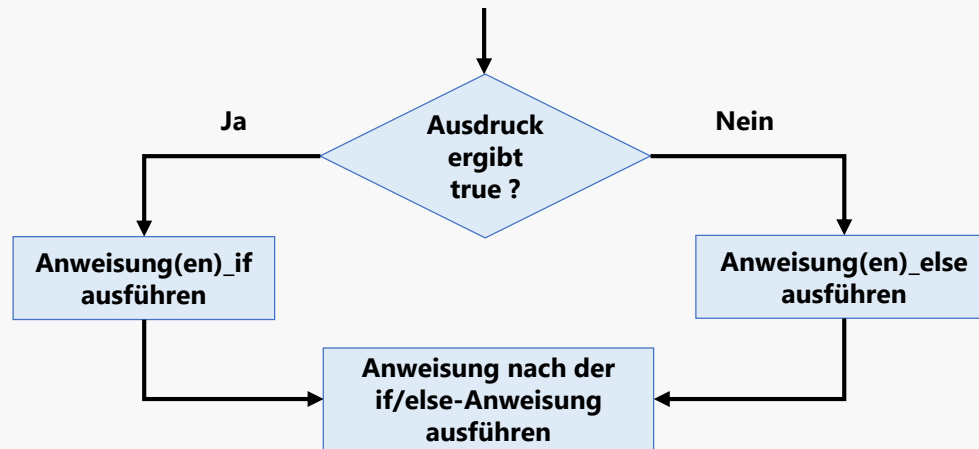 Ja
Ausdruck
ergibt
true ?
Nein
Anweisung(en)_if
ausführen
Anweisung(en)_else
ausführen
Anweisung nach der
if/else-Anweisung
ausführen